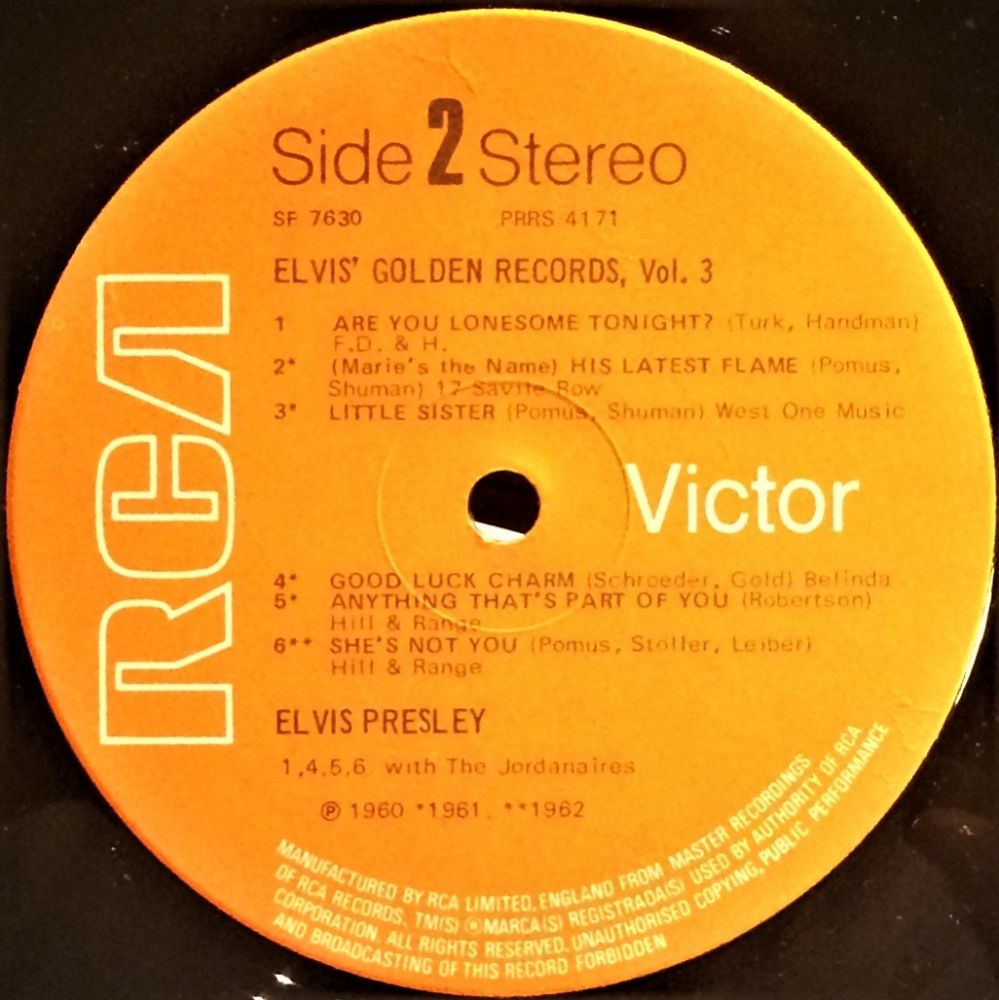 Side 2 Stereo
SF 7630 PRRS 4171
ELVIS' GOLDEN RECORDS, Vol. 3
1 ARE YOU LONESOME TONIGHT? (Turk, Handman)
F.D. & H.
2* (Marie's the Name) HIS LATEST FLAME (Pomus,
Shuman) 17 Savile Row
3* LITTLE SISTER (Pomus, Shuman) West One Music
RCA
Victor
4* GOOD LUCK CHARM (Schroeder, Gold) Belinda
5* ANYTHING THAT'S PART OF YOU (Robertson)
Hill & Range
6** SHE'S NOT YOU (Pomus, Stoller, Leiber)
Hill & Range
ELVIS PRESLEY
1,4,5,6 with The Jordanaires
℗ 1960 *1961, **1962
MANUFACTURED BY RCA LIMITED, ENGLAND FROM MASTER RECORDINGS
OF RCA RECORDS. TM(S) ® MARCA(S) REGISTRADA(S) USED BY AUTHORITY OF RCA
CORPORATION. ALL RIGHTS RESERVED. UNAUTHORISED COPYING, PUBLIC PERFORMANCE
AND BROADCASTING OF THIS RECORD FORBIDDEN